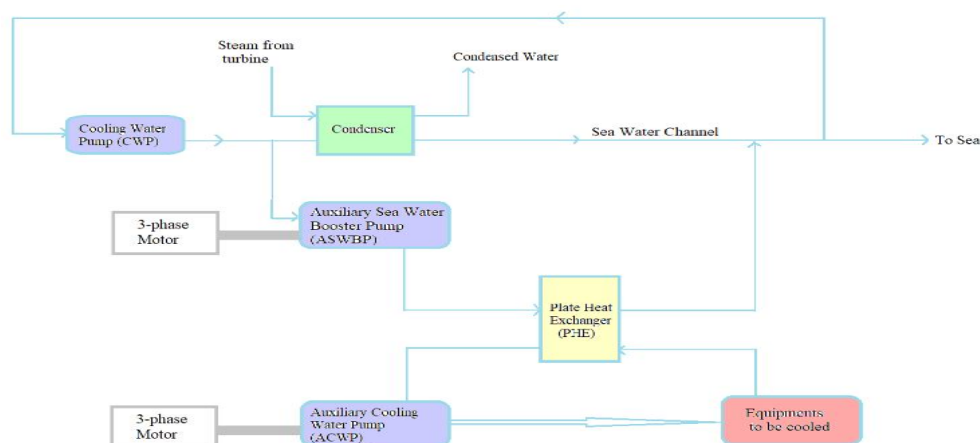 Steam from
turbine
Condensed Water
Cooling Water
Pump (CWP)
Condenser
Sea Water Channel
To Sea
3-phase
Motor
Auxiliary Sea Water
Booster Pump
(ASWBP)
Plate Heat
Exchanger
(PHE)
3-phase
Motor
Auxiliary Cooling
Water Pump
(ACWP)
Equipments
to be cooled